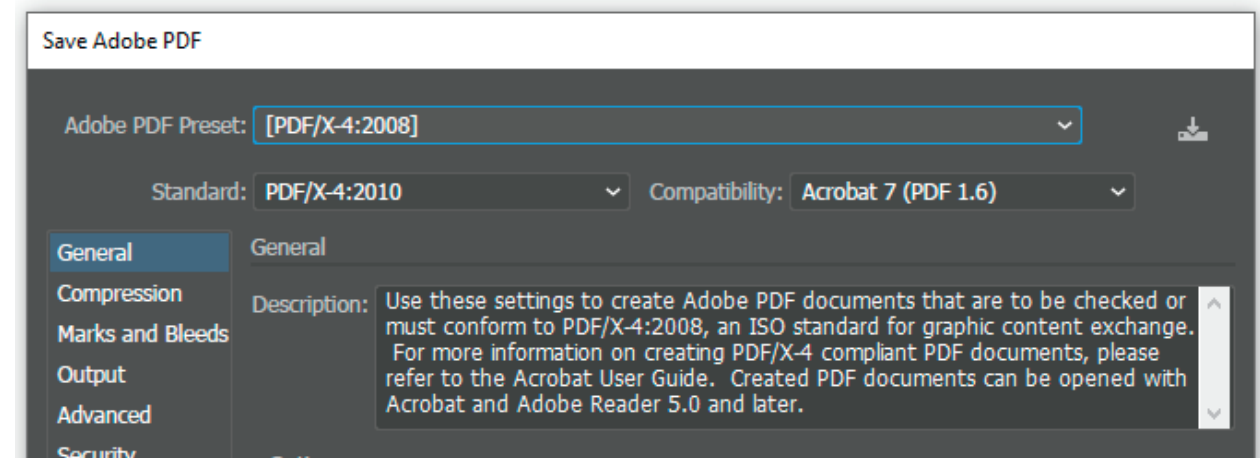 Save Adobe PDF
Adobe PDF Preset: [PDF/X-4:2008]
Standard: PDF/X-4:2010 Compatibility: Acrobat 7 (PDF 1.6)
General
Compression
Marks and Bleeds
Output
Advanced
Security
General
Description: Use these settings to create Adobe PDF documents that are to be checked or
must conform to PDF/X-4:2008, an ISO standard for graphic content exchange.
For more information on creating PDF/X-4 compliant PDF documents, please
refer to the Acrobat User Guide.  Created PDF documents can be opened with
Acrobat and Adobe Reader 5.0 and later.